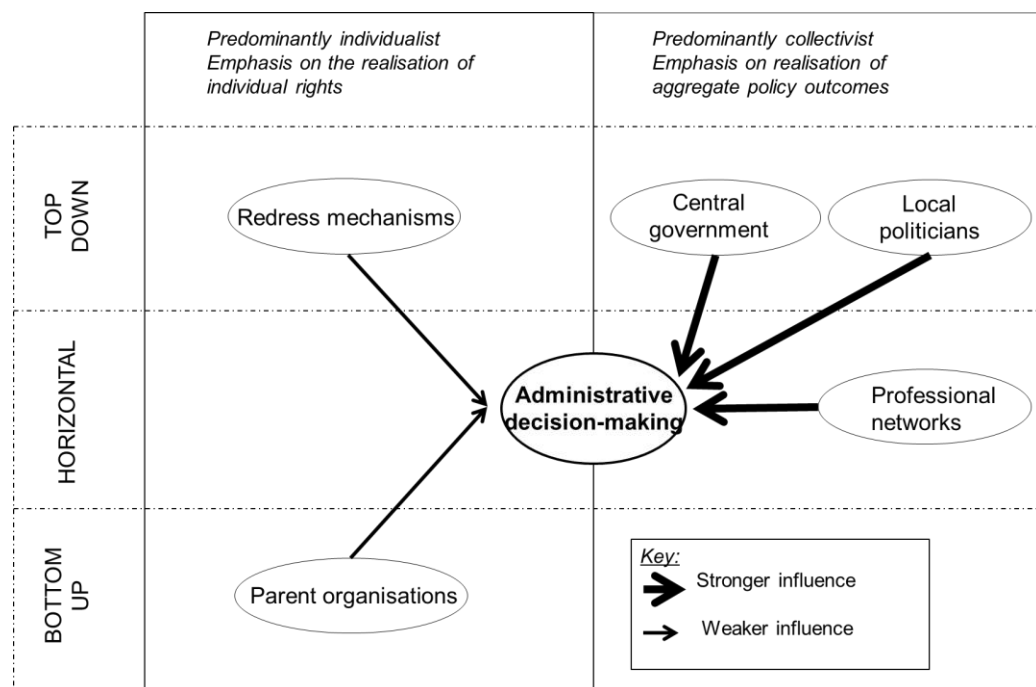 Predominantly individualist
Emphasis on the realisation of
individual rights
Predominantly collectivist
Emphasis on realisation of
aggregate policy outcomes
TOP
DOWN
Redress mechanisms
Central
government
Local
politicians
HORIZONTAL
Administrative
decision-making
Professional
networks
BOTTOM
UP
Parent organisations
Key:
Stronger influence
Weaker influence